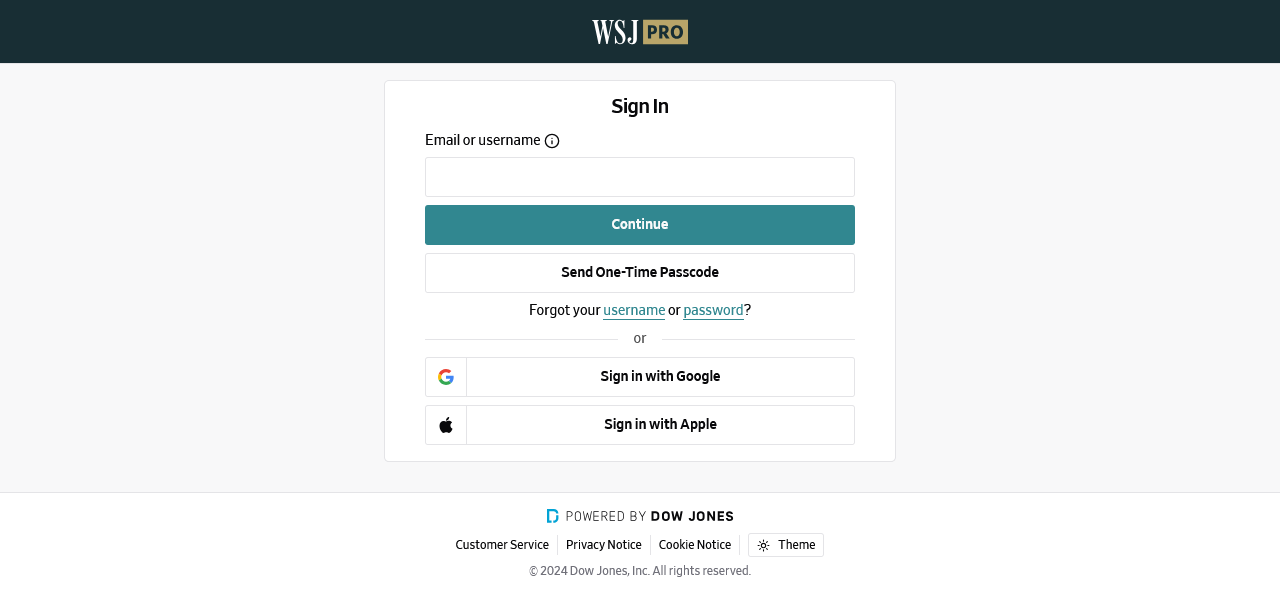 WSJ PRO
Sign In
Email or username
Continue
Send One-Time Passcode
Forgot your username or password?
or
Sign in with Google
Sign in with Apple
POWERED BY DOW JONES
Customer Service Privacy Notice Cookie Notice Theme
© 2024 Dow Jones, Inc. All rights reserved.